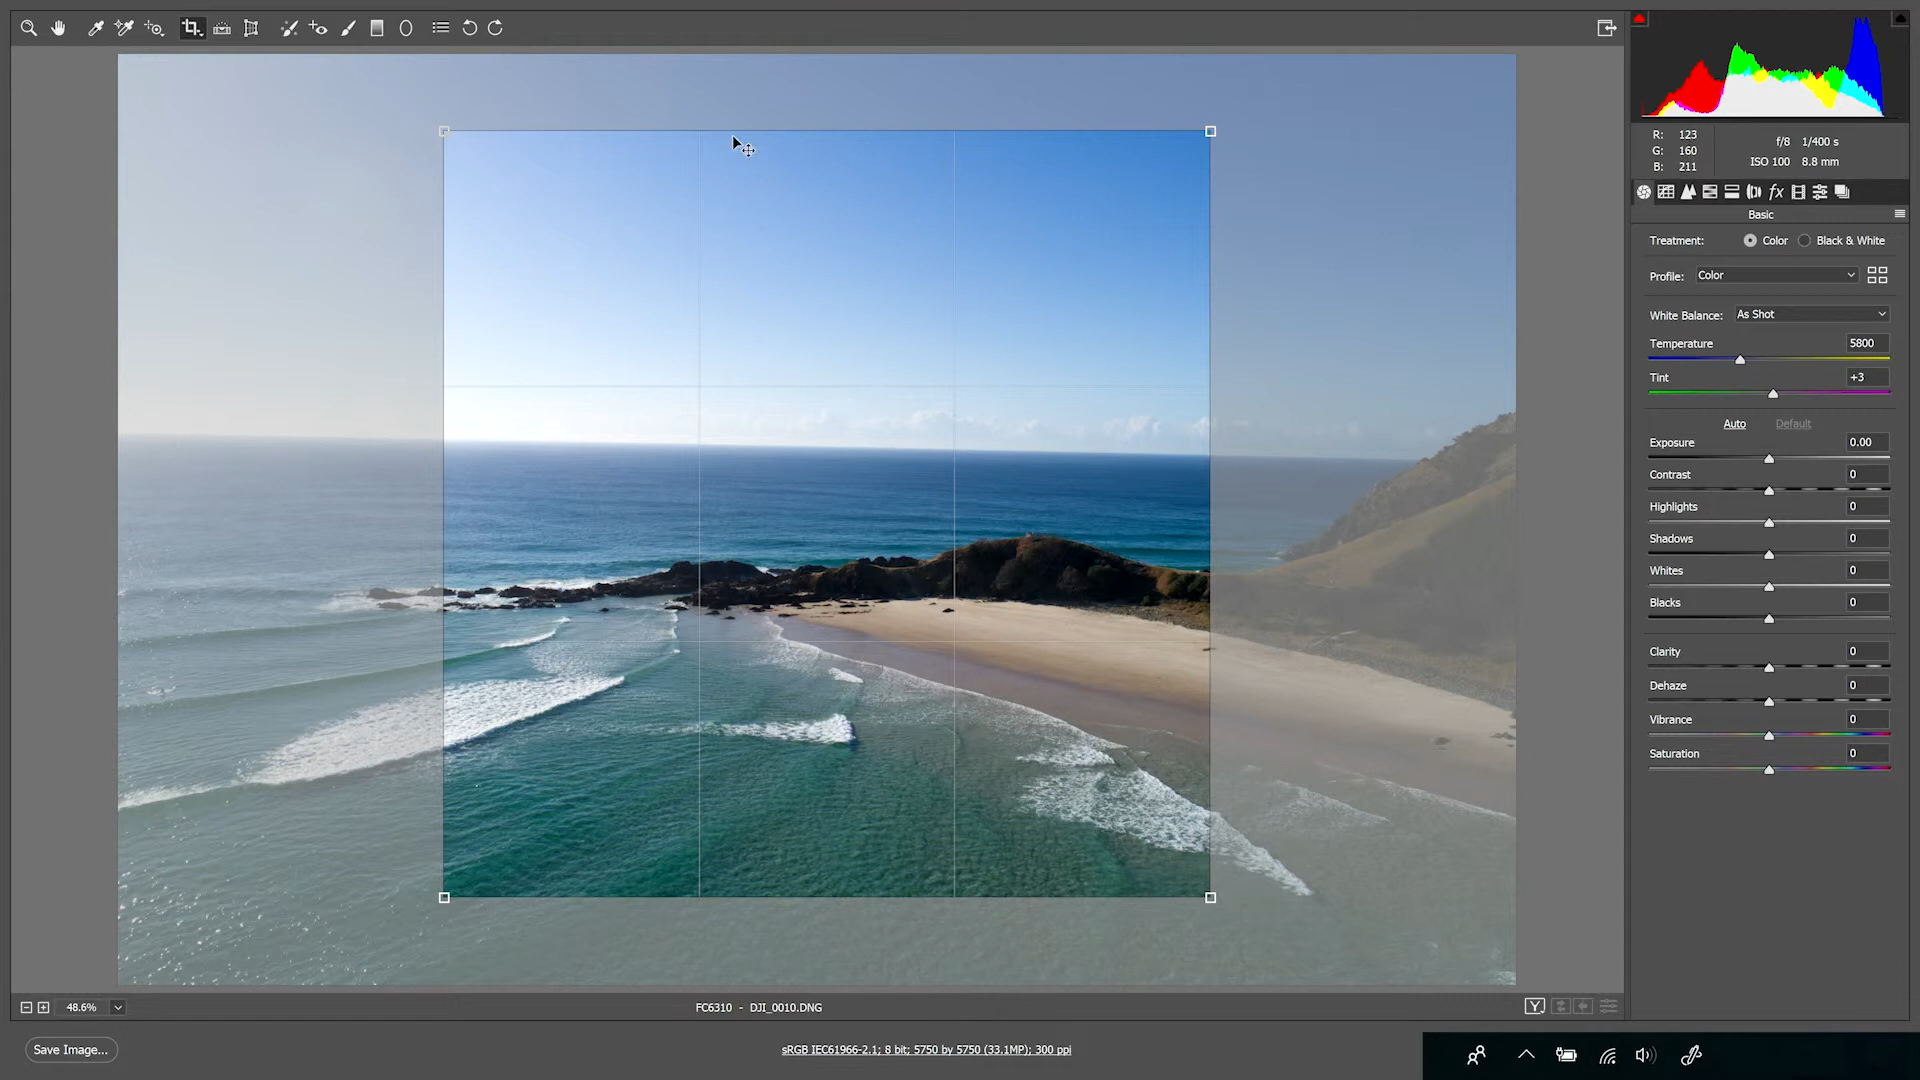 R: 123
G: 160
B: 211
f/8 1/400 s
ISO 100 8.8 mm
fx
Basic
Treatment: Color Black & White
Profile: Color
White Balance: As Shot
Temperature 5800
Tint +3
Auto Default
Exposure 0.00
Contrast 0
Highlights 0
Shadows 0
Whites 0
Blacks 0
Clarity 0
Dehaze 0
Vibrance 0
Saturation 0
48.6% FC6310 - DJI_0010.DNG Y
Save Image... sRGB IEC61966-2.1; 8 bit; 5750 by 5750 (33.1MP); 300 ppi